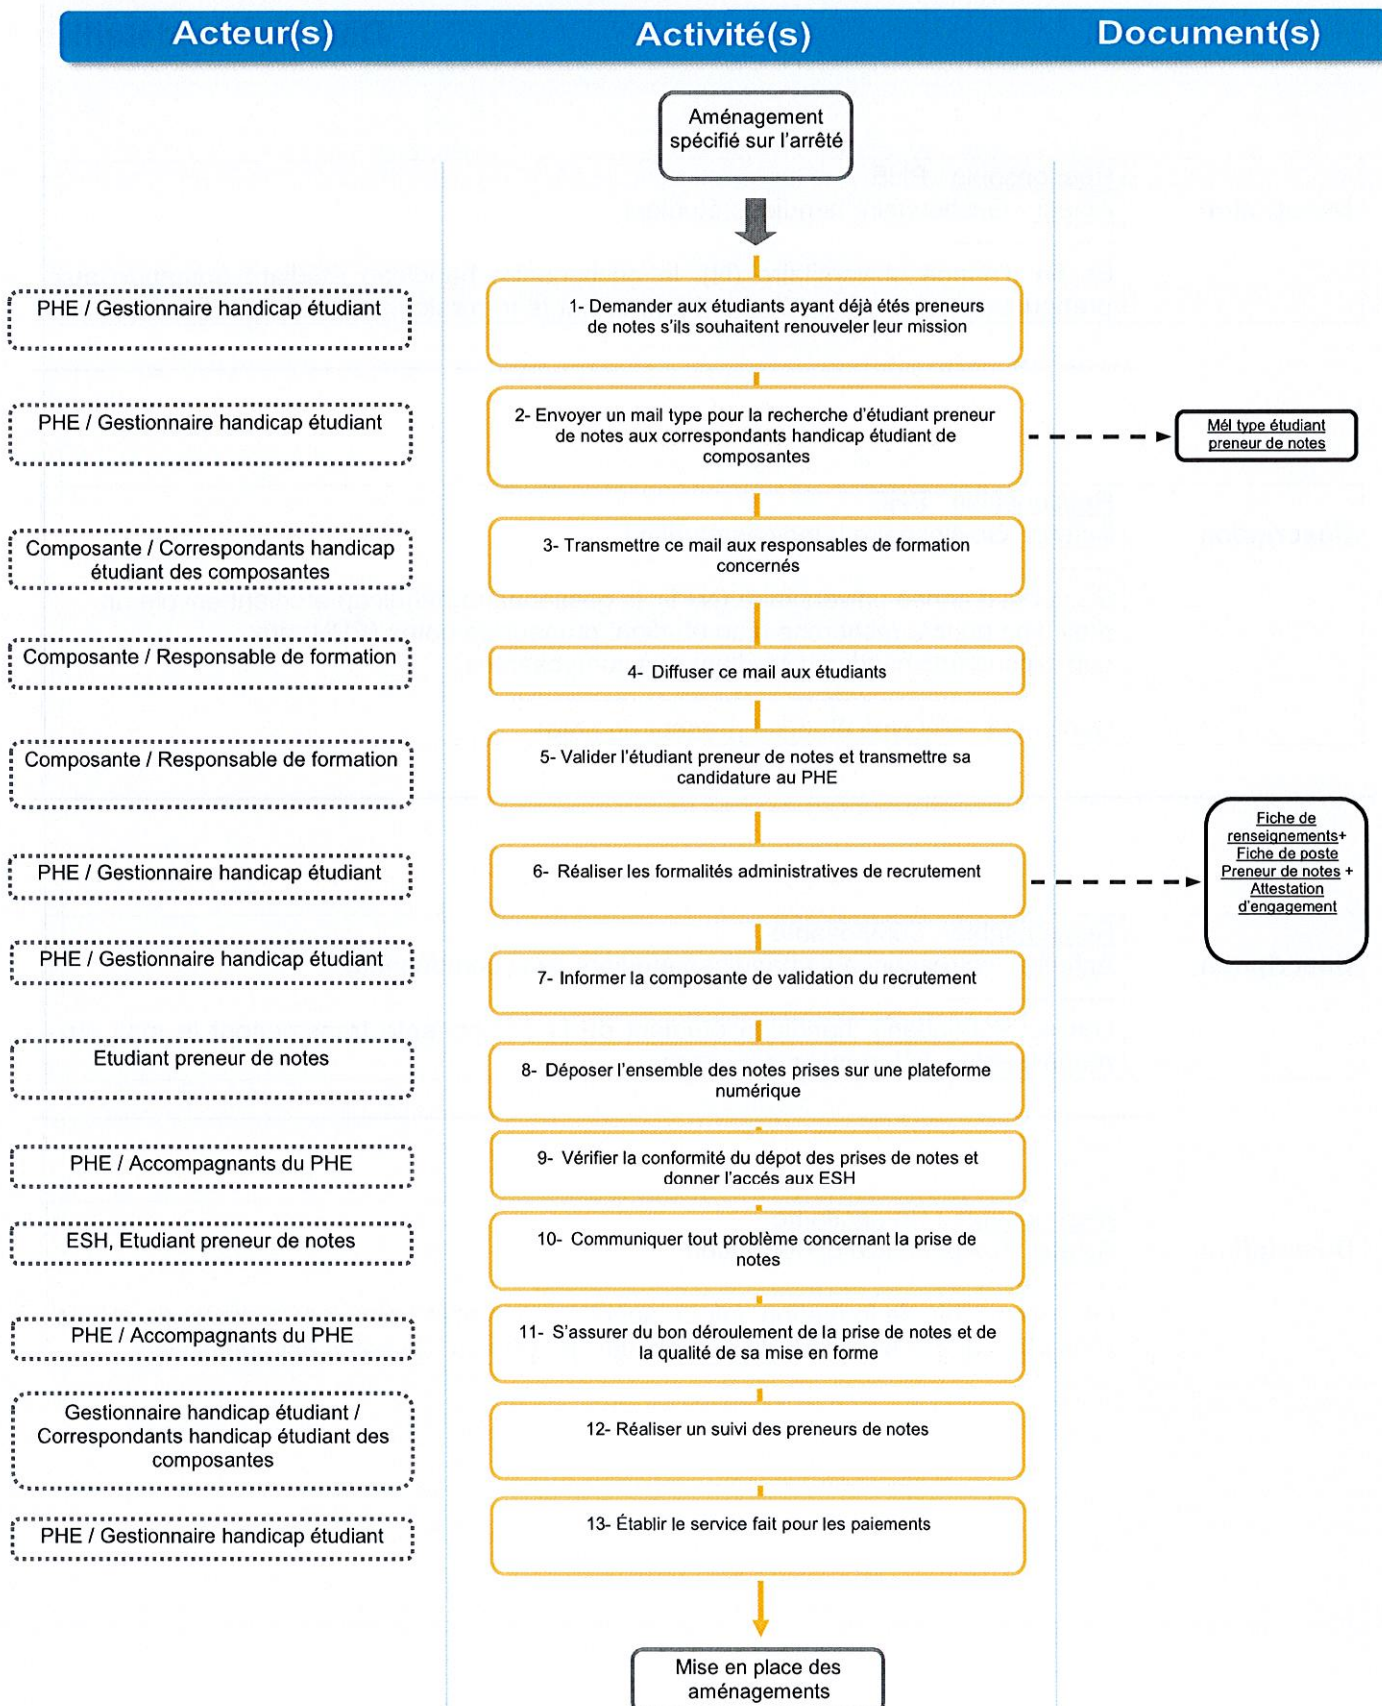 Acteur(s) Activité(s) Document(s)
Aménagement
spécifié sur l'arrêté
PHE / Gestionnaire handicap étudiant
1- Demander aux étudiants ayant déjà étés preneurs
de notes s'ils souhaitent renouveler leur mission
PHE / Gestionnaire handicap étudiant
2- Envoyer un mail type pour la recherche d'étudiant preneur
de notes aux correspondants handicap étudiant de
composantes
Mél type étudiant
preneur de notes
Composante / Correspondants handicap
étudiant des composantes
3- Transmettre ce mail aux responsables de formation
concernés
Composante / Responsable de formation
4- Diffuser ce mail aux étudiants
Composante / Responsable de formation
5- Valider l'étudiant preneur de notes et transmettre sa
candidature au PHE
PHE / Gestionnaire handicap étudiant
6- Réaliser les formalités administratives de recrutement
Fiche de
renseignements+
Fiche de poste
Preneur de notes +
Attestation
d'engagement
PHE / Gestionnaire handicap étudiant
7- Informer la composante de validation du recrutement
Etudiant preneur de notes
8- Déposer l'ensemble des notes prises sur une plateforme
numérique
PHE / Accompagnants du PHE
9- Vérifier la conformité du dépot des prises de notes et
donner l'accés aux ESH
ESH, Etudiant preneur de notes
10- Communiquer tout problème concernant la prise de
notes
PHE / Accompagnants du PHE
11- S'assurer du bon déroulement de la prise de notes et de
la qualité de sa mise en forme
Gestionnaire handicap étudiant /
Correspondants handicap étudiant des
composantes
12- Réaliser un suivi des preneurs de notes
PHE / Gestionnaire handicap étudiant
13- Établir le service fait pour les paiements
Mise en place des
aménagements